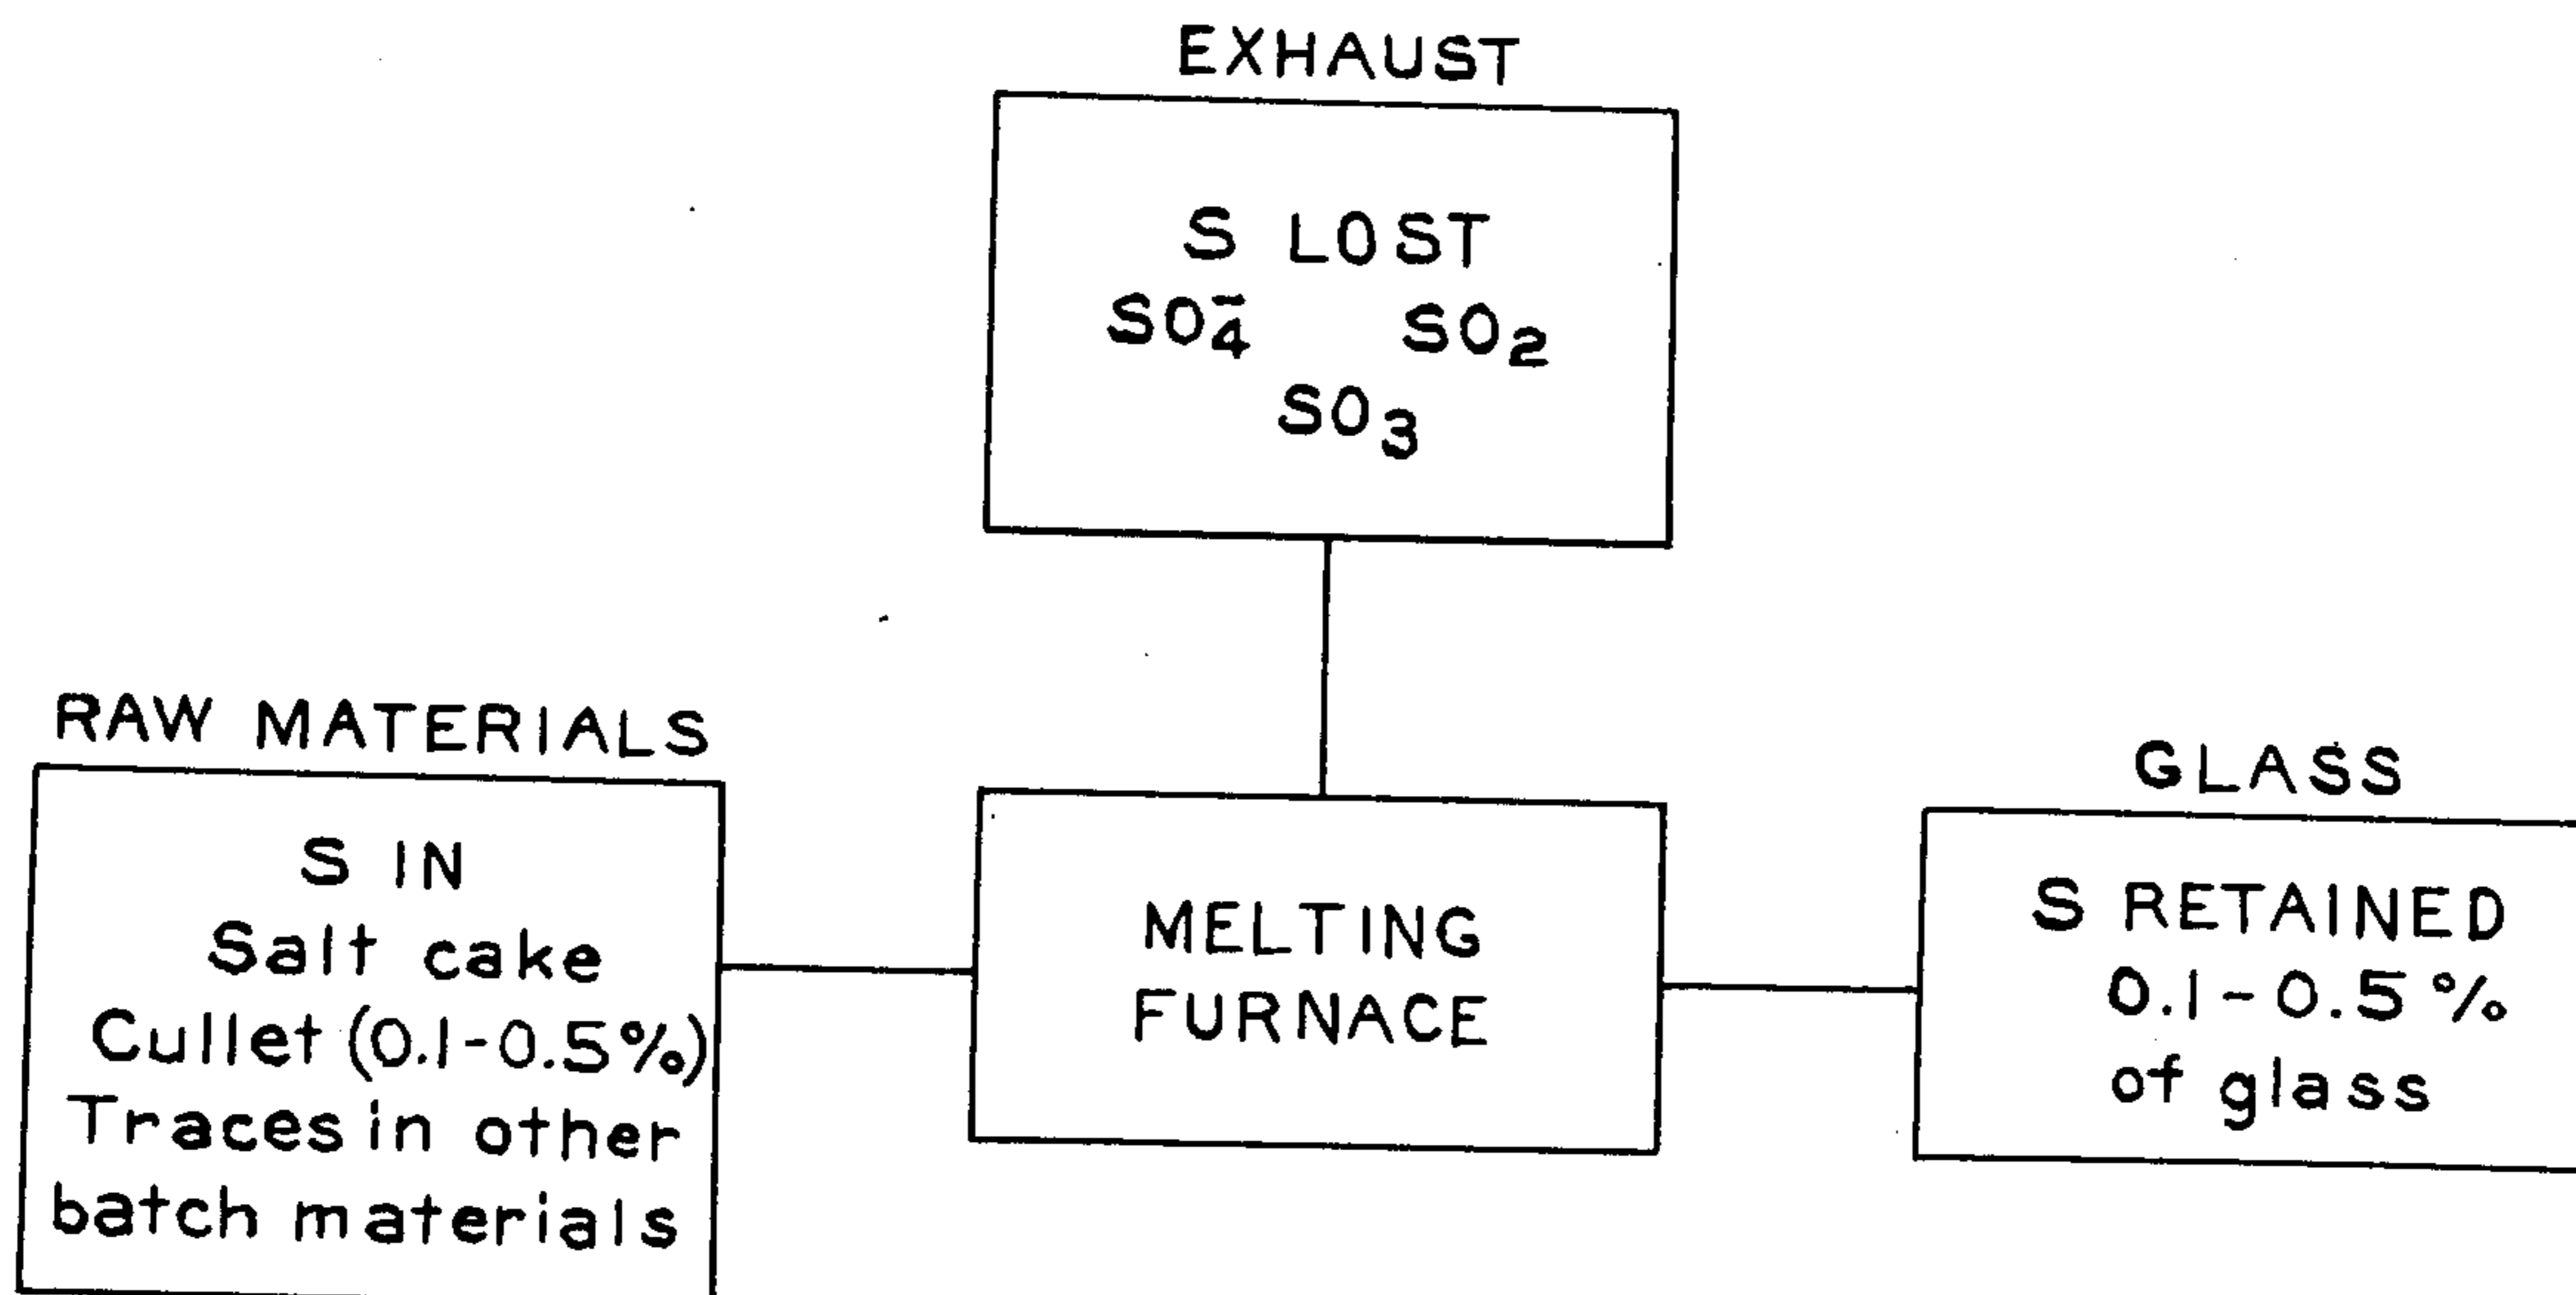 EXHAUST
S LOST
SO₄⁻ SO₂
SO₃
RAW MATERIALS
S IN
Salt cake
Cullet (0.1-0.5%)
Traces in other
batch materials
MELTING
FURNACE
GLASS
S RETAINED
0.1-0.5%
of glass